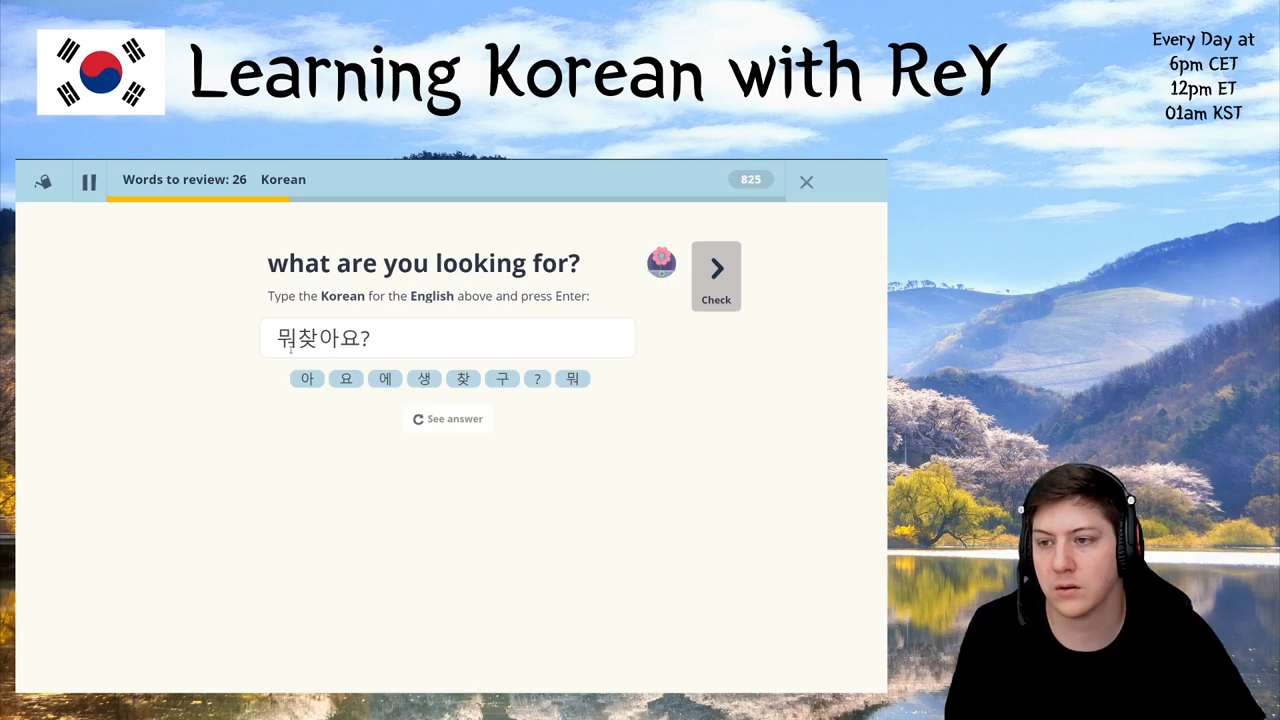 Learning Korean with ReY
Every Day at
6pm CET
12pm ET
01am KST
Words to review: 26 Korean
825
what are you looking for?
Type the Korean for the English above and press Enter:
Check
뭐찾아요?
아 요 에 생 찾 구 ? 뭐
See answer